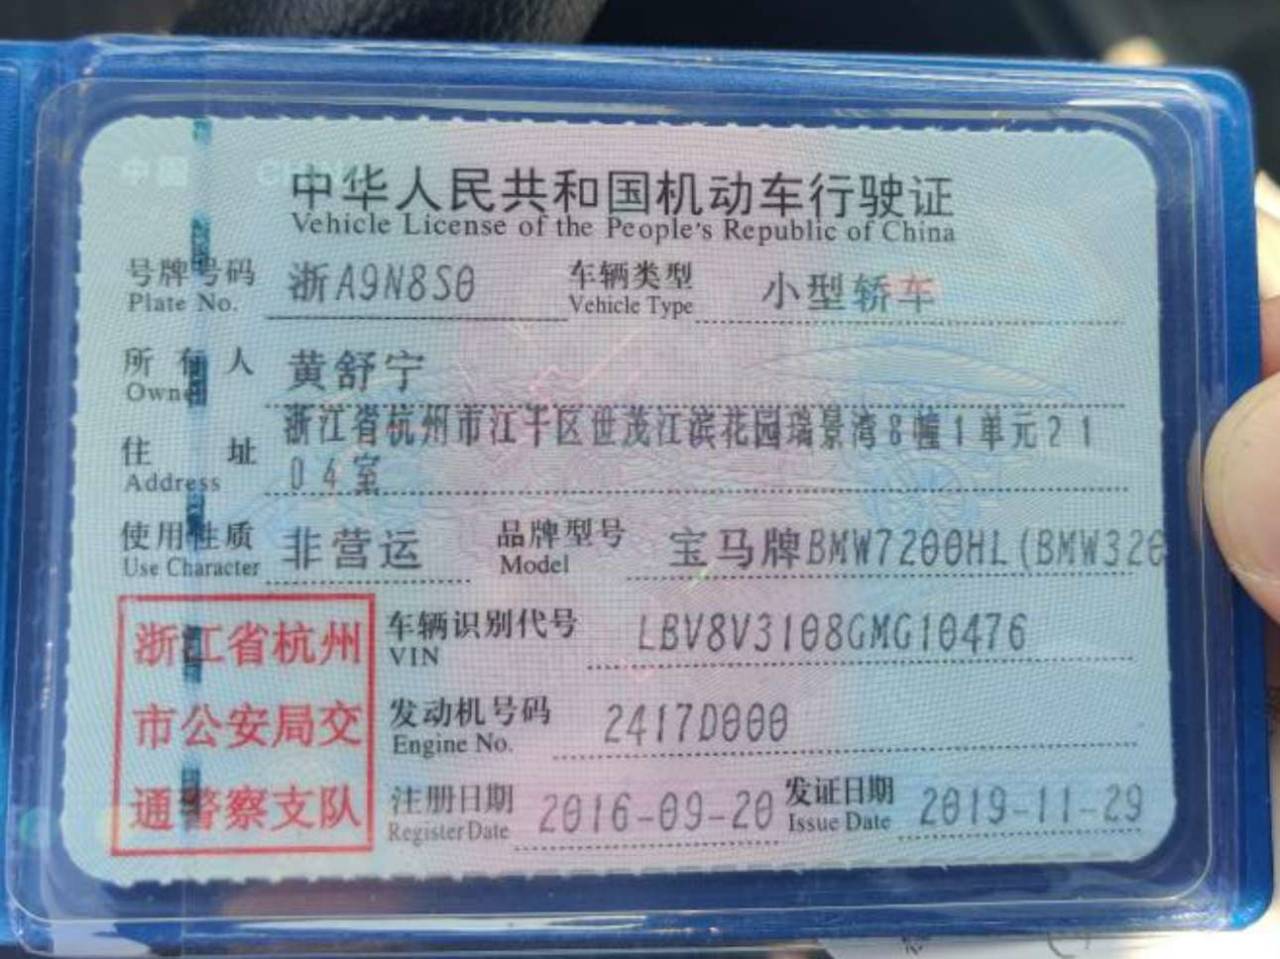 中国 CHINA
中华人民共和国机动车行驶证
Vehicle License of the People's Republic of China
号牌号码 浙A9N8S0 车辆类型 小型轿车
Plate No. Vehicle Type
所有人 黄舒宁
Owner
浙江省杭州市江干区世茂江滨花园瑞景湾8幢1单元21
住址
Address 04室
使用性质 非营运 品牌型号 宝马牌BMW7200HL(BMW320
Use Character Model
浙江省杭州
市公安局交
通警察支队
车辆识别代号 LBV8V3108GMG10476
VIN
发动机号码 2417D000
Engine No.
注册日期 2016-09-20 发证日期 2019-11-29
Register Date Issue Date